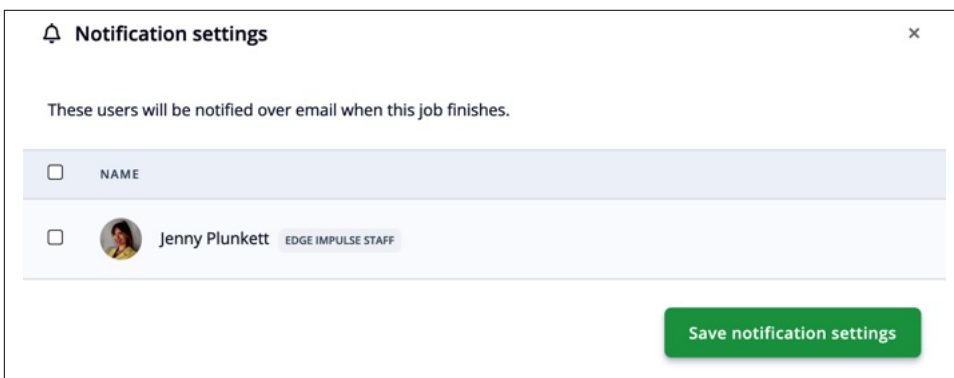 Notification settings
These users will be notified over email when this job finishes.
NAME
Jenny Plunkett EDGE IMPULSE STAFF
Save notification settings